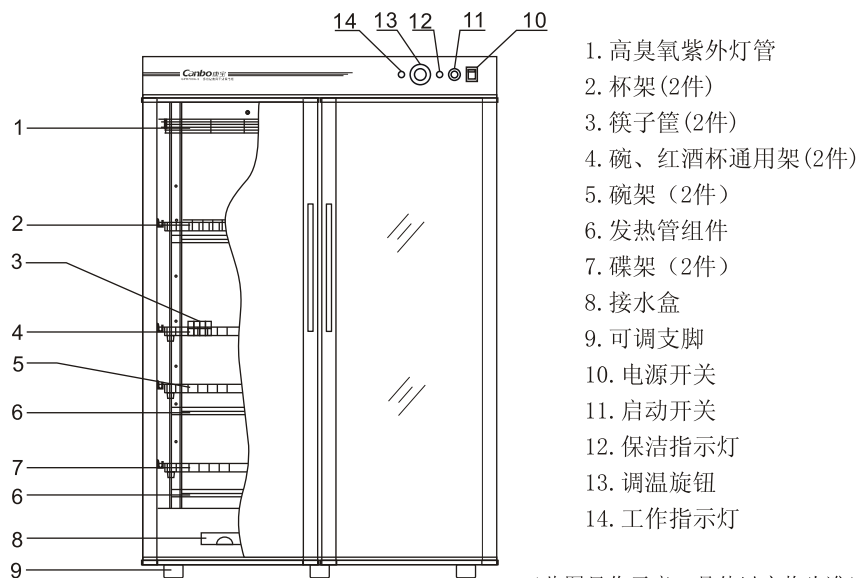 14 13 12 11 10
Canbo 康宝
1
2
3
4
5
6
7
6
8
9
1.高臭氧紫外灯管
2.杯架(2件)
3.筷子筐(2件)
4.碗、红酒杯通用架(2件)
5.碗架（2件）
6.发热管组件
7.碟架（2件）
8.接水盒
9.可调支脚
10.电源开关
11.启动开关
12.保洁指示灯
13.调温旋钮
14.工作指示灯